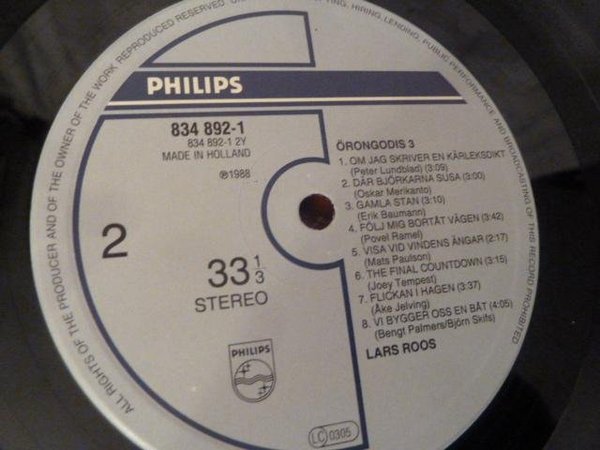 ALL RIGHTS OF THE PRODUCER AND OF THE OWNER OF THE WORK REPRODUCED RESERVED. HIRING, LENDING, PUBLIC PERFORMANCE AND BROADCASTING OF THIS RECORD PROHIBITED
PHILIPS
834 892-1
834 892-1 2Y
MADE IN HOLLAND
℗1988
2
33 1/3
STEREO
PHILIPS
LC 0305
ÖRONGODIS 3
1. OM JAG SKRIVER EN KÄRLEKSDIKT
(Peter Lundblad) (3:09)
2. DÄR BJÖRKARNA SUSA (3:00)
(Oskar Merikanto)
3. GAMLA STAN (3:10)
(Erik Baumann)
4. FÖLJ MIG BORTÅT VÄGEN (3:42)
(Povel Ramel)
5. VISA VID VINDENS ÄNGAR (2:17)
(Mats Paulson)
6. THE FINAL COUNTDOWN (3:15)
(Joey Tempest)
7. FLICKAN I HAGEN (3:37)
(Åke Jelving)
8. VI BYGGER OSS EN BÅT (4:05)
(Bengt Palmers/Björn Skifs)
LARS ROOS